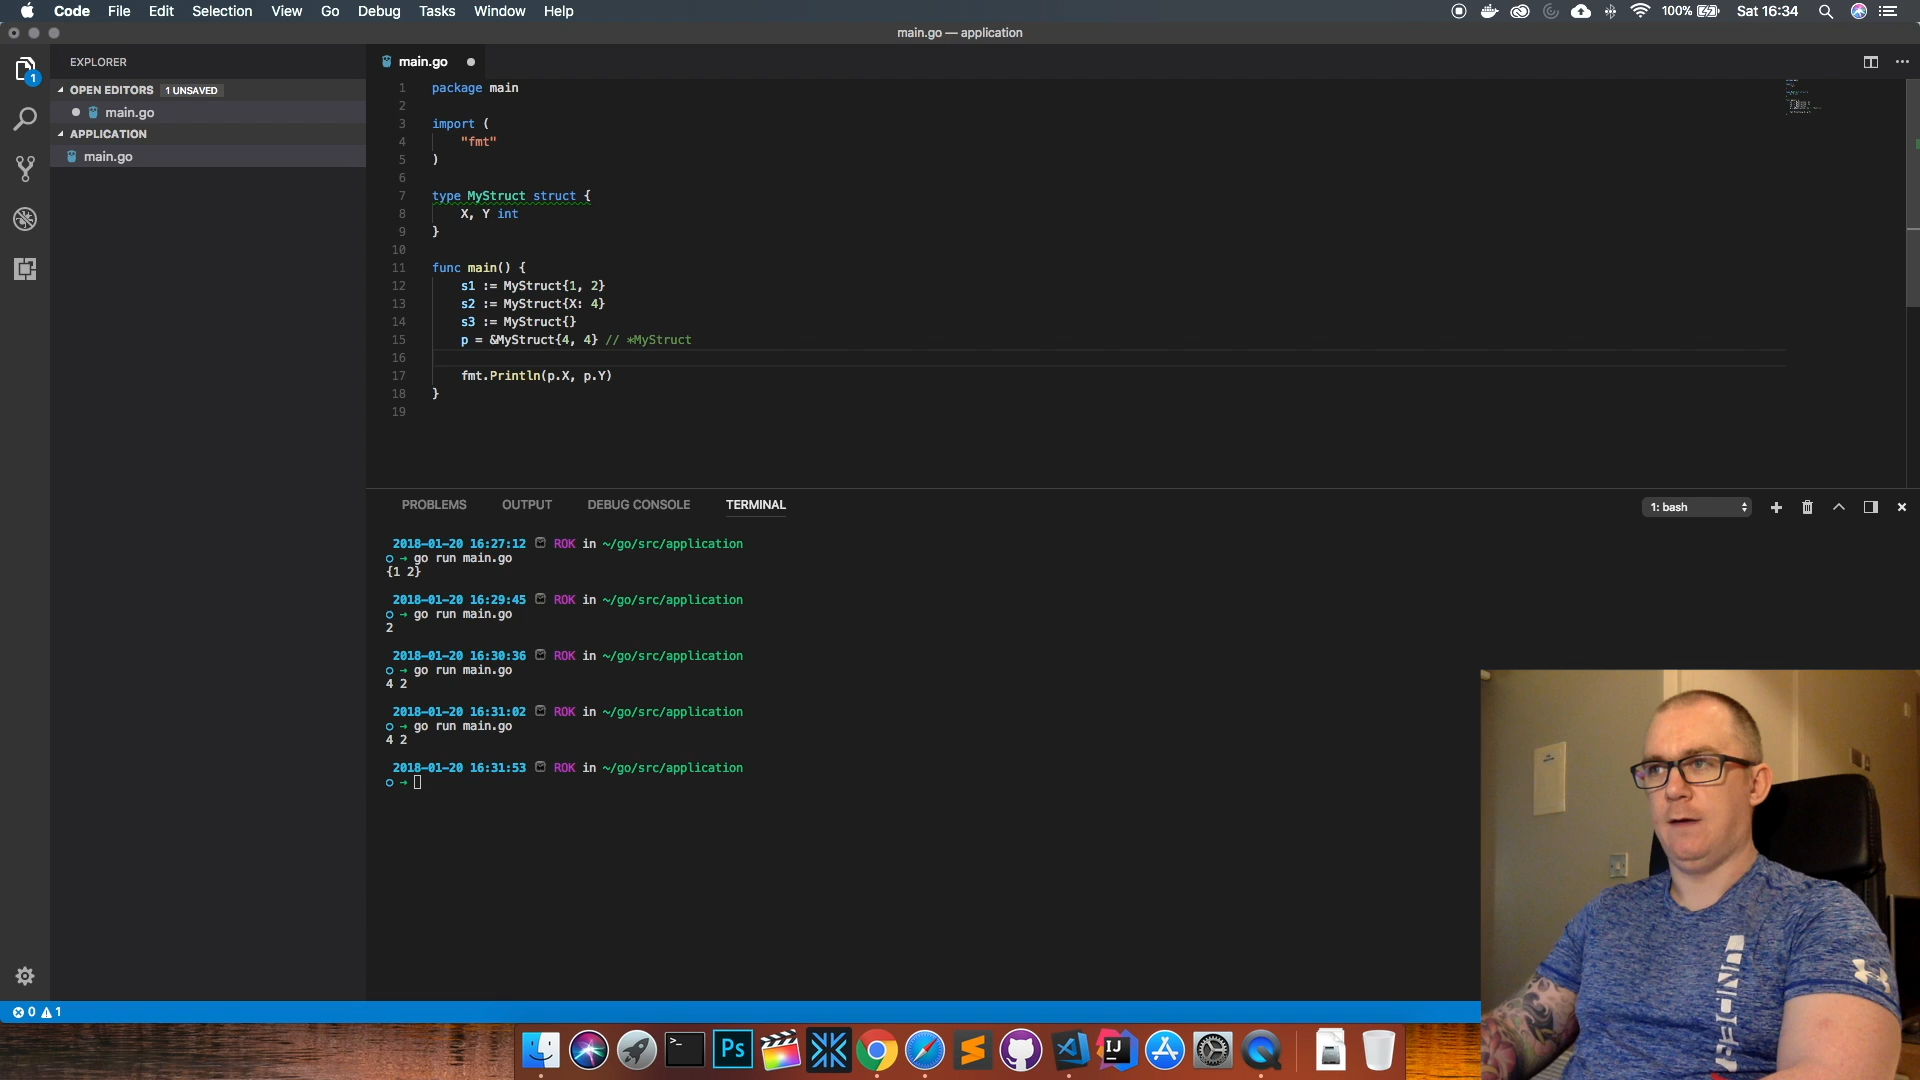 Code File Edit Selection View Go Debug Tasks Window Help 100% Sat 16:34
main.go — application
EXPLORER
OPEN EDITORS 1 UNSAVED
main.go
APPLICATION
main.go
1
main.go
1 package main
2
3 import (
4 "fmt"
5 )
6
7 type MyStruct struct {
8 X, Y int
9 }
10
11 func main() {
12 s1 := MyStruct{1, 2}
13 s2 := MyStruct{X: 4}
14 s3 := MyStruct{}
15 p = &MyStruct{4, 4} // *MyStruct
16
17 fmt.Println(p.X, p.Y)
18 }
19
PROBLEMS OUTPUT DEBUG CONSOLE TERMINAL 1: bash
2018-01-20 16:27:12 ROK in ~/go/src/application
→ go run main.go
{1 2}
2018-01-20 16:29:45 ROK in ~/go/src/application
→ go run main.go
2
2018-01-20 16:30:36 ROK in ~/go/src/application
→ go run main.go
4 2
2018-01-20 16:31:02 ROK in ~/go/src/application
→ go run main.go
4 2
2018-01-20 16:31:53 ROK in ~/go/src/application
→
0 1
>_
Ps
IJ